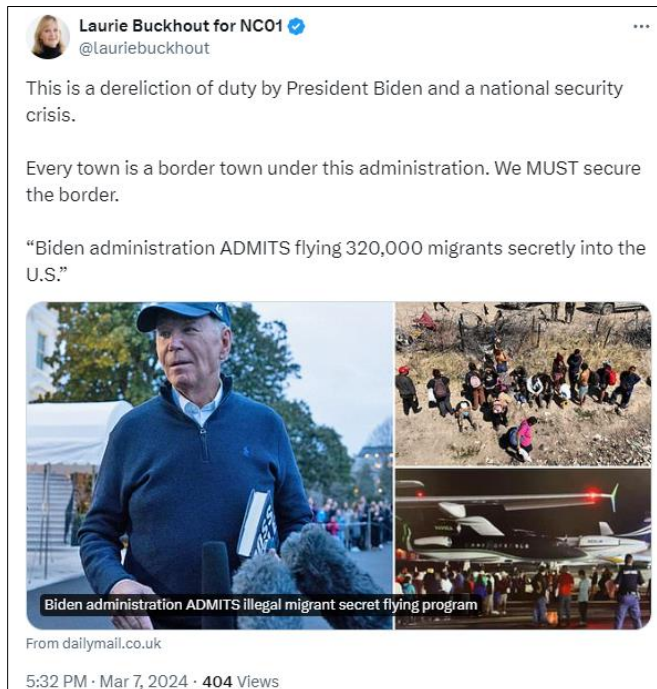 Laurie Buckhout for NC01
@lauriebuckhout
This is a dereliction of duty by President Biden and a national security
crisis.
Every town is a border town under this administration. We MUST secure
the border.
“Biden administration ADMITS flying 320,000 migrants secretly into the
U.S.”
Biden administration ADMITS illegal migrant secret flying program
From dailymail.co.uk
5:32 PM · Mar 7, 2024 · 404 Views